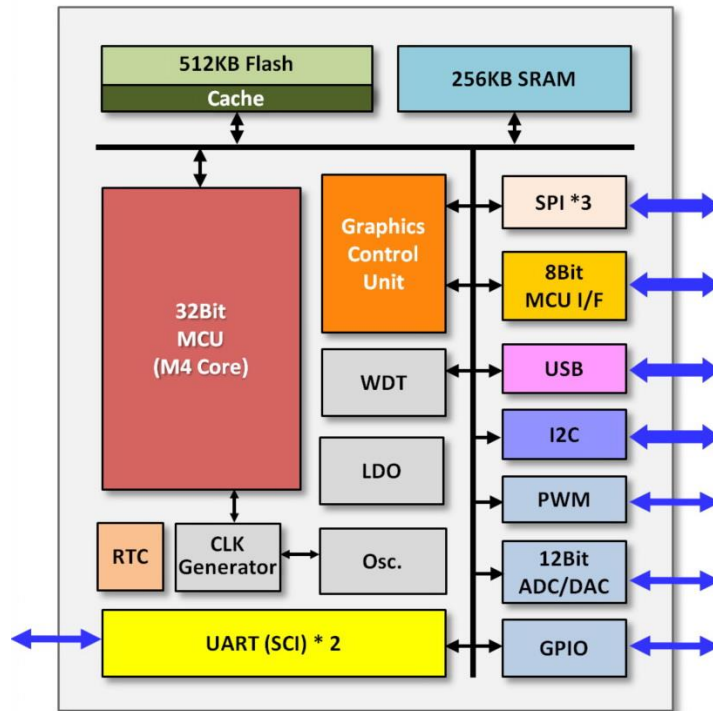 512KB Flash
Cache
256KB SRAM
32Bit
MCU
(M4 Core)
Graphics
Control
Unit
SPI *3
8Bit
MCU I/F
WDT
USB
I2C
LDO
PWM
RTC
CLK
Generator
Osc.
12Bit
ADC/DAC
UART (SCI) * 2
GPIO